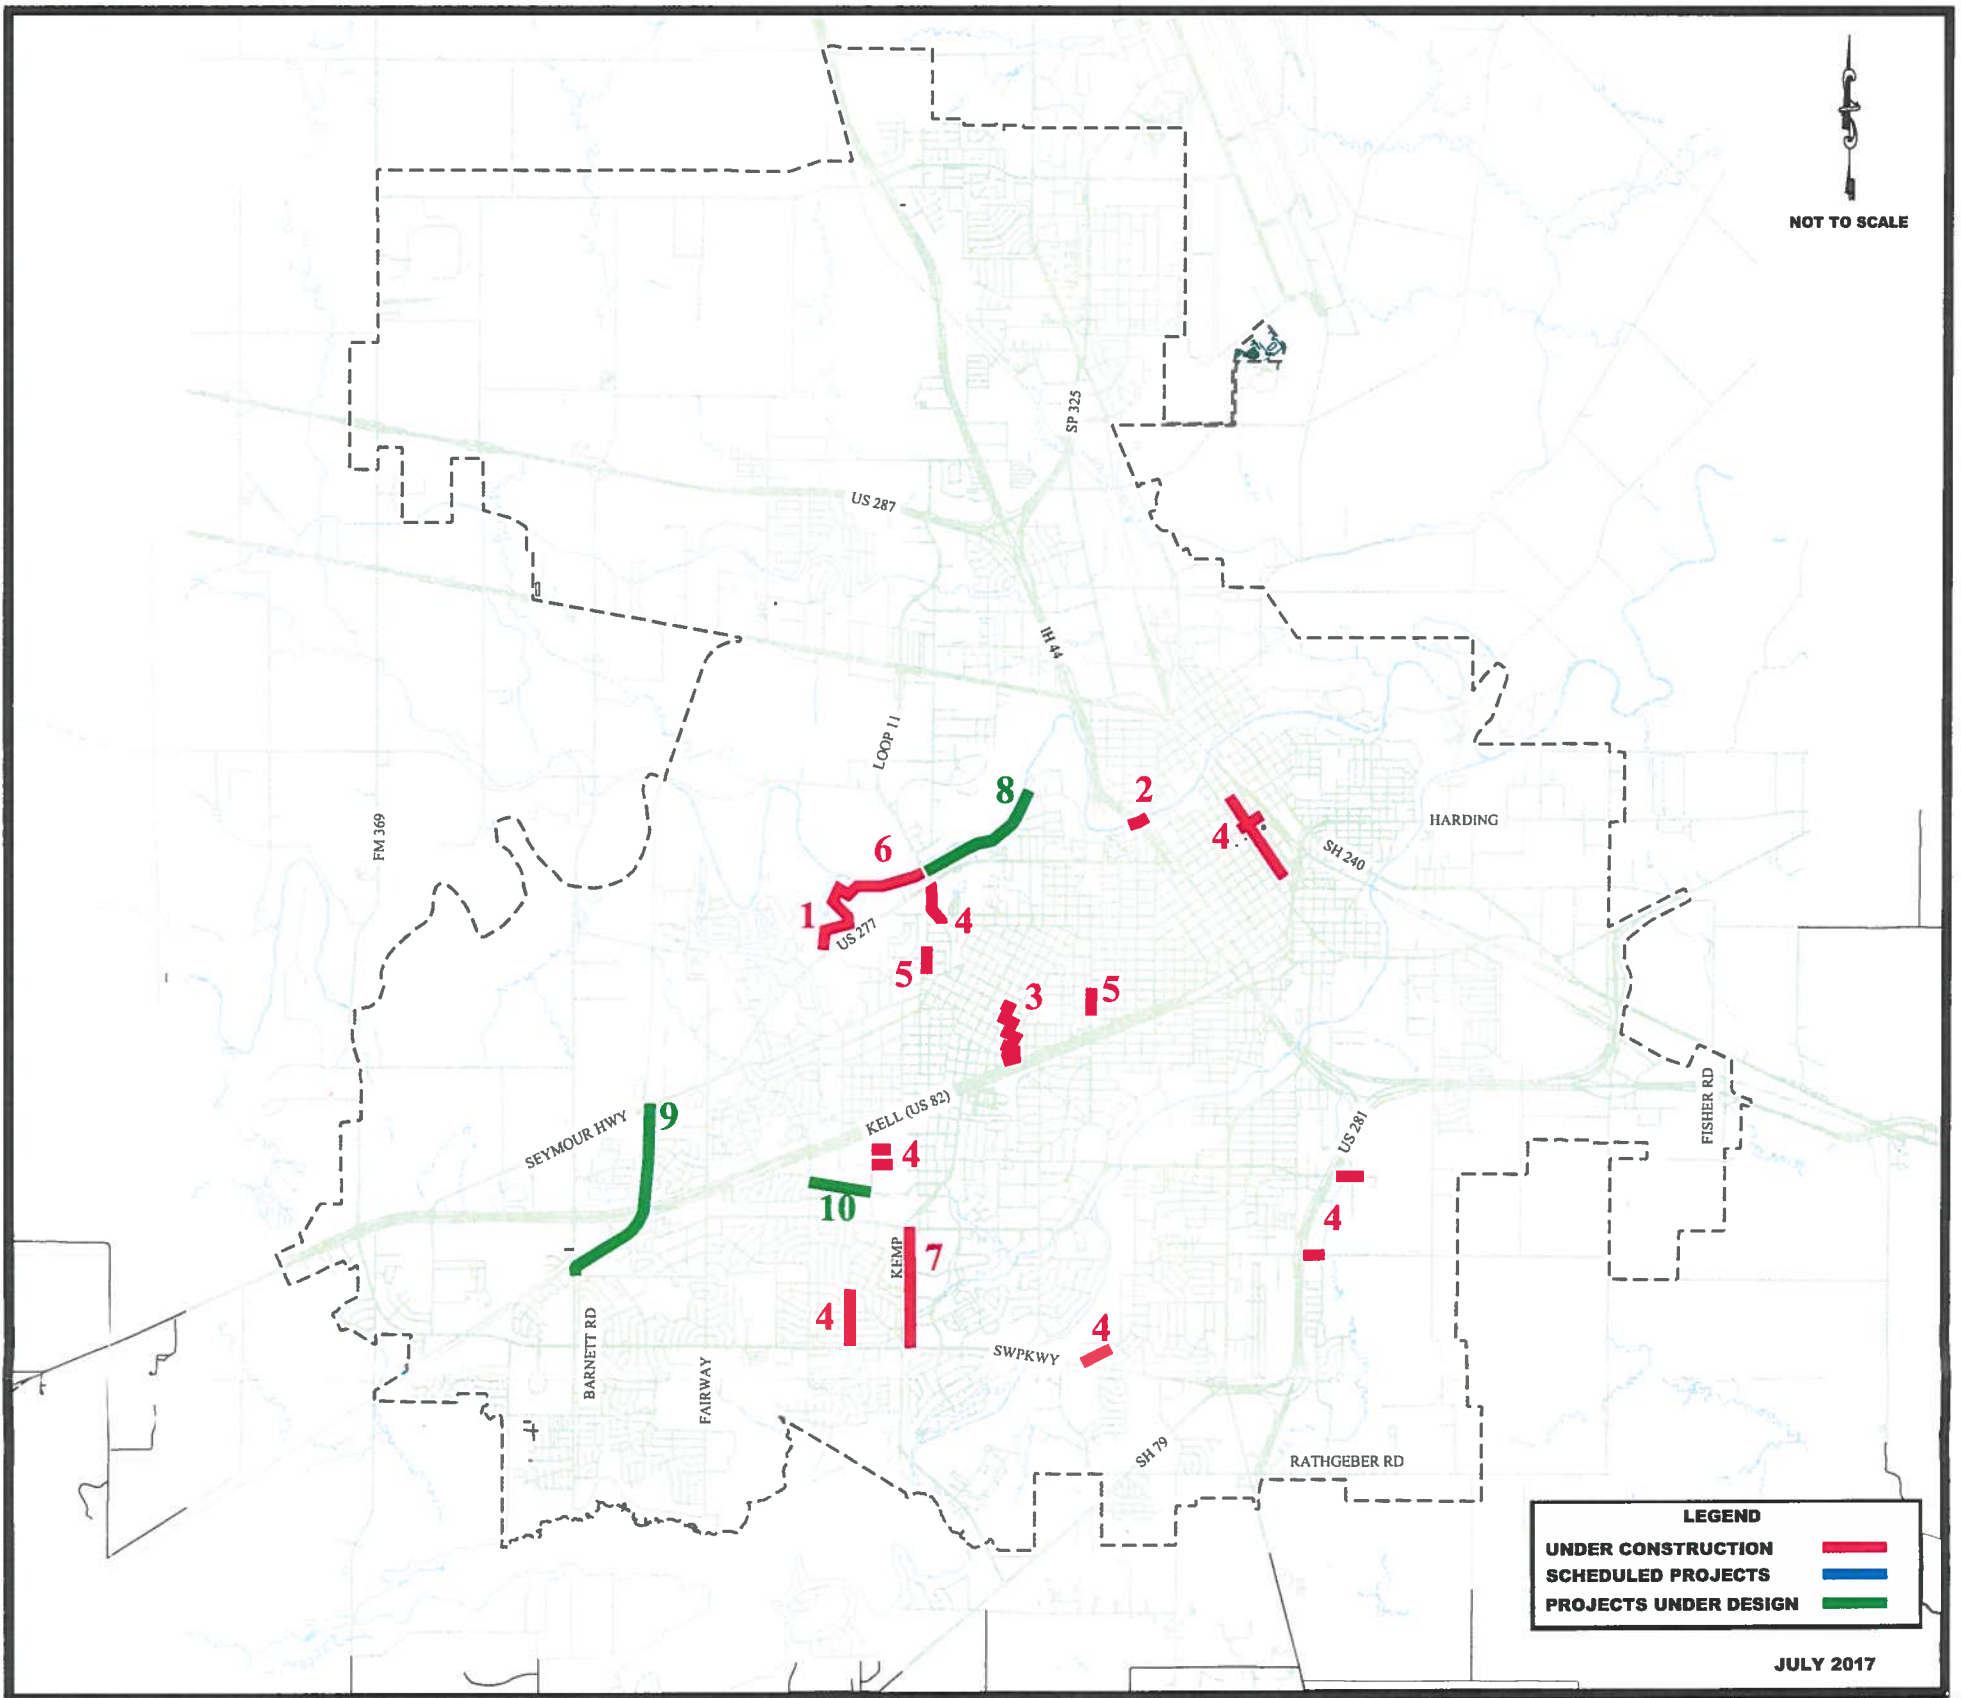 NOT TO SCALE
SP 325
US 287
IH 44
LOOP 11
8
2
HARDING
4
SH 240
FM 369
6
1
US 277
4
5
3
5
9
SEYMOUR HWY
KELL (US 82)
4
US 281
FISHER RD
10
4
KEMP
7
4
BARNETT RD
FAIRWAY
SWPKWY
4
SH 79
RATHGEBER RD
LEGEND
UNDER CONSTRUCTION
SCHEDULED PROJECTS
PROJECTS UNDER DESIGN
JULY 2017